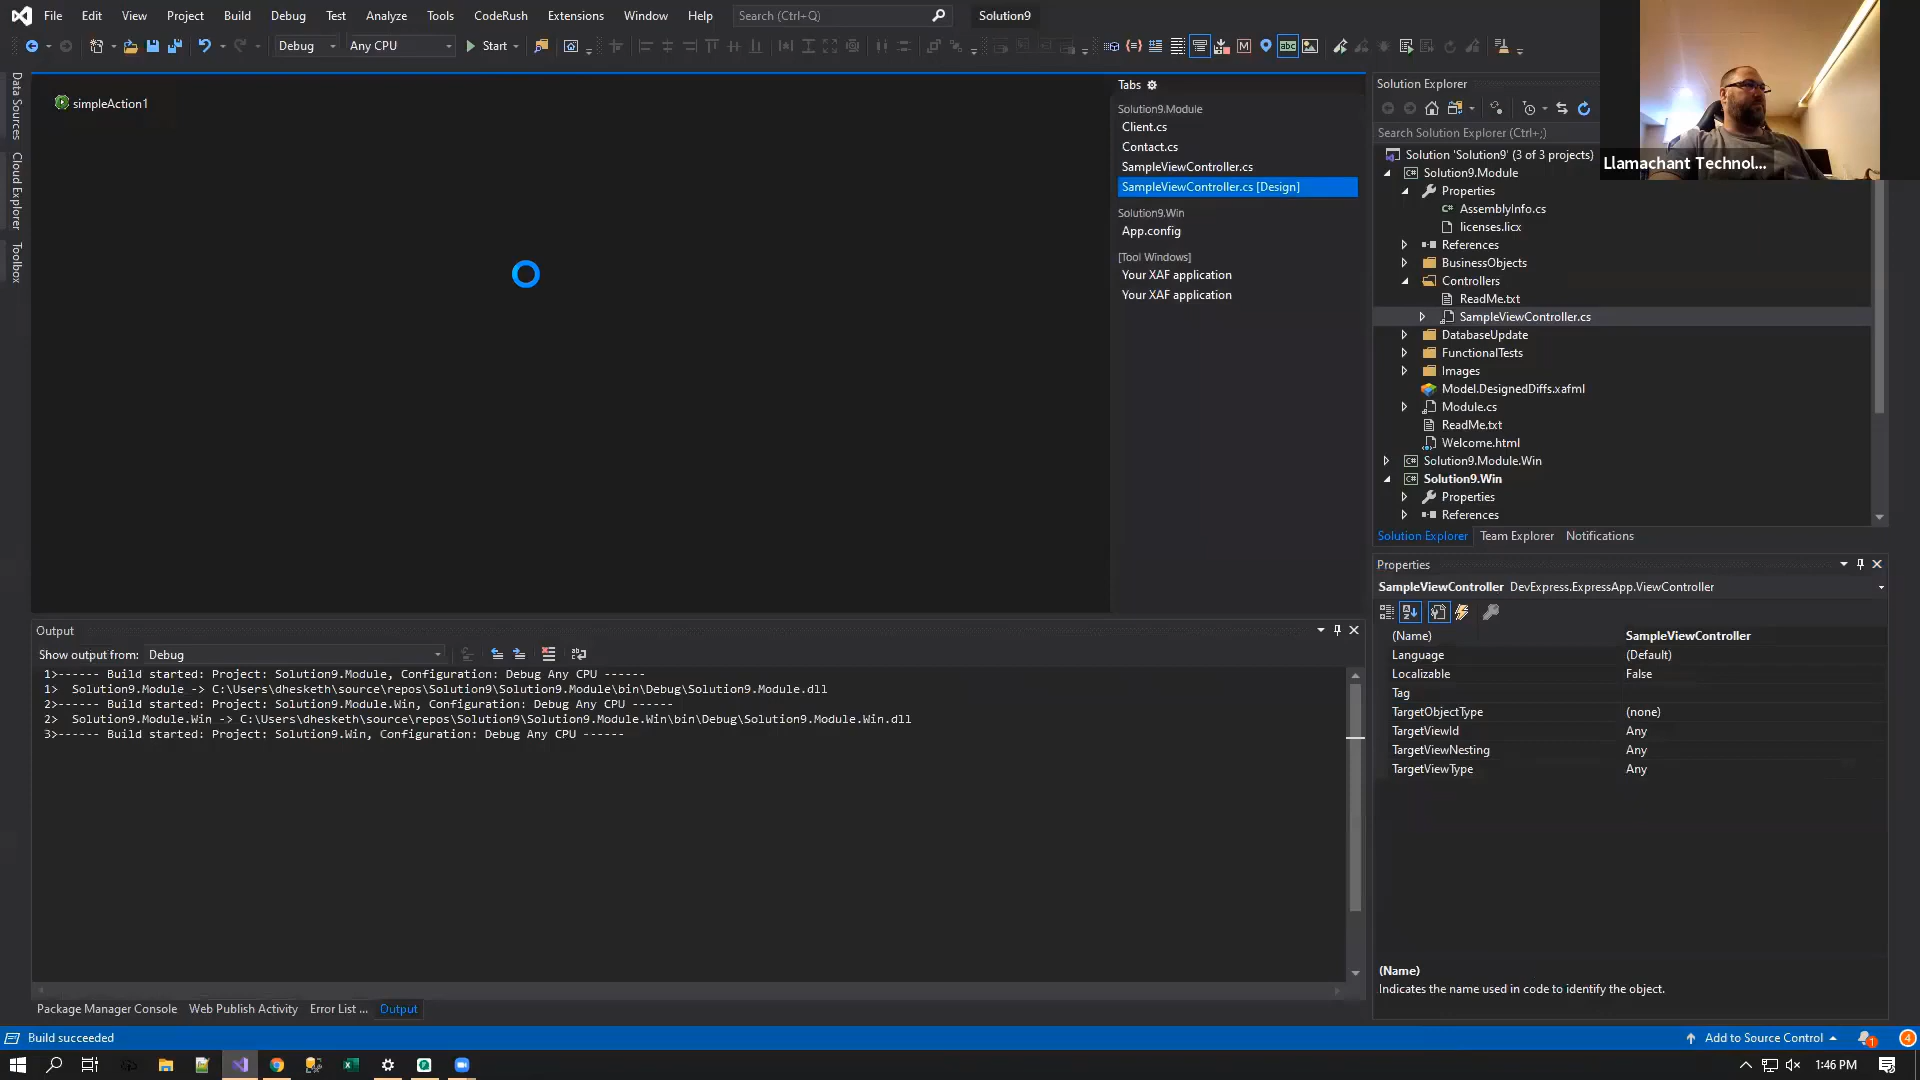 File Edit View Project Build Debug Test Analyze Tools CodeRush Extensions Window Help Search (Ctrl+Q) Solution9
Debug Any CPU Start
Data Sources
Cloud Explorer
Toolbox
simpleAction1
Tabs
Solution9.Module
Client.cs
Contact.cs
SampleViewController.cs
SampleViewController.cs [Design]
Solution9.Win
App.config
[Tool Windows]
Your XAF application
Your XAF application
Solution Explorer
Search Solution Explorer (Ctrl+;)
Solution 'Solution9' (3 of 3 projects)
Solution9.Module
Properties
AssemblyInfo.cs
licenses.licx
References
BusinessObjects
Controllers
ReadMe.txt
SampleViewController.cs
DatabaseUpdate
FunctionalTests
Images
Model.DesignedDiffs.xafml
Module.cs
ReadMe.txt
Welcome.html
Solution9.Module.Win
Solution9.Win
Properties
References
Solution Explorer Team Explorer Notifications
Llamachant Technol...
Properties
SampleViewController DevExpress.ExpressApp.ViewController
(Name) SampleViewController
Language (Default)
Localizable False
Tag
TargetObjectType (none)
TargetViewId Any
TargetViewNesting Any
TargetViewType Any
(Name)
Indicates the name used in code to identify the object.
Output
Show output from: Debug
1>------ Build started: Project: Solution9.Module, Configuration: Debug Any CPU ------
1>  Solution9.Module -> C:\Users\dhesketh\source\repos\Solution9\Solution9.Module\bin\Debug\Solution9.Module.dll
2>------ Build started: Project: Solution9.Module.Win, Configuration: Debug Any CPU ------
2>  Solution9.Module.Win -> C:\Users\dhesketh\source\repos\Solution9\Solution9.Module.Win\bin\Debug\Solution9.Module.Win.dll
3>------ Build started: Project: Solution9.Win, Configuration: Debug Any CPU ------
Package Manager Console Web Publish Activity Error List ... Output
Build succeeded Add to Source Control 1 4
1:46 PM